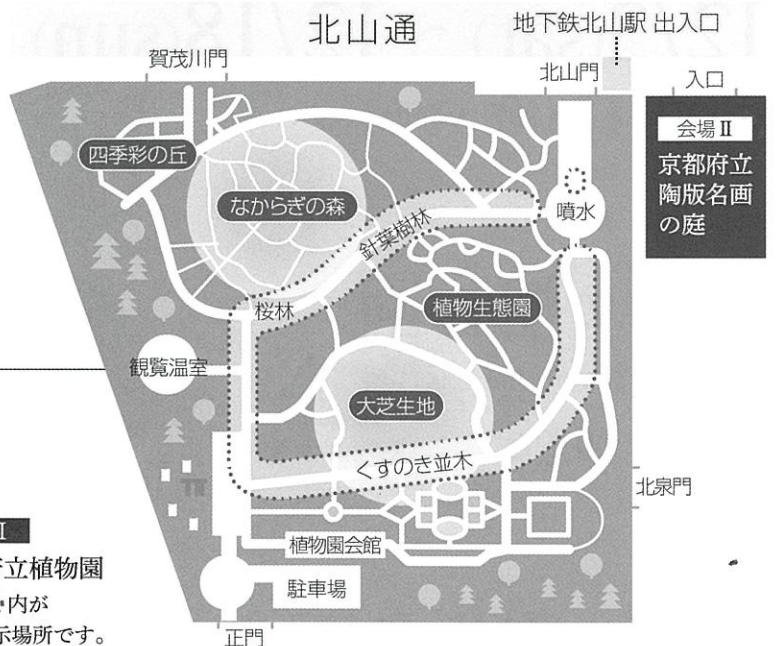 北山通
地下鉄北山駅 出入口
賀茂川門
北山門
入口
四季彩の丘
会場Ⅱ
京都府立
陶版名画
の庭
なからぎの森
噴水
針葉樹林
桜林
植物生態園
観覧温室
大芝生地
くすのき並木
北泉門
植物園会館
立植物園
内が
示場所です。
駐車場
正門